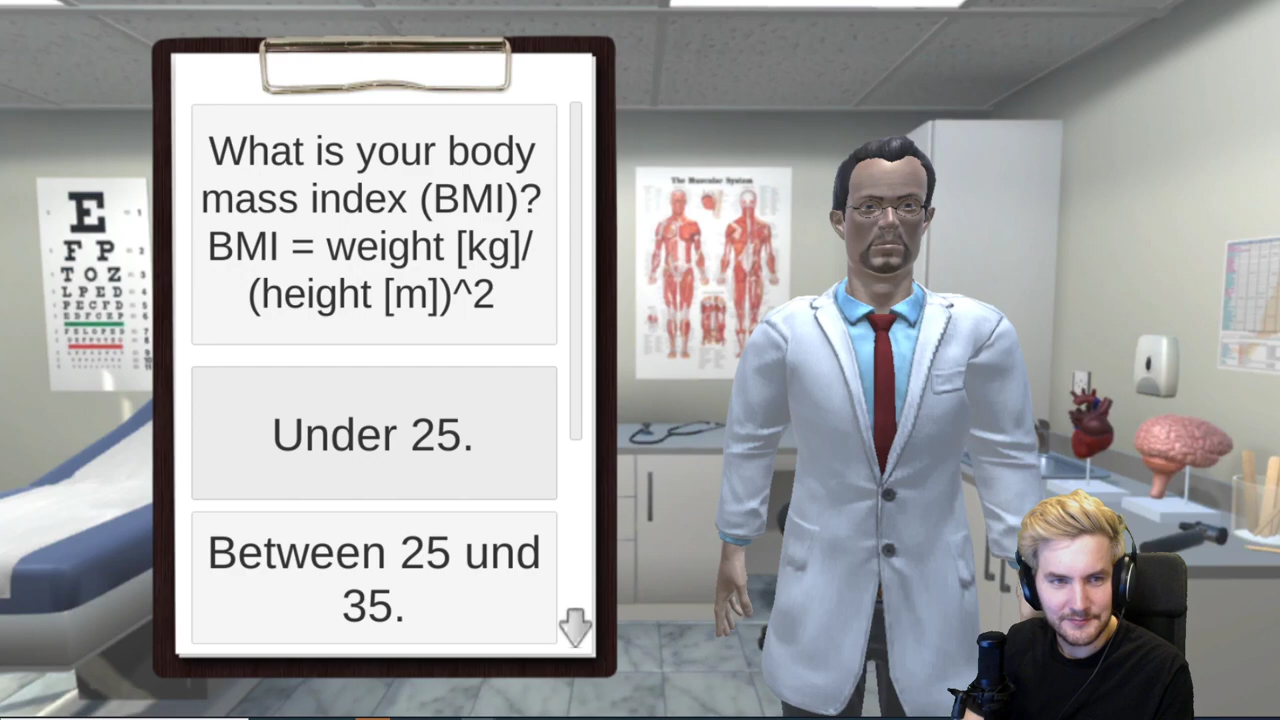 What is your body
mass index (BMI)?
BMI = weight [kg]/
(height [m])^2
Under 25.
Between 25 und
35.
The Muscular System
E
F P
T O Z
L P E D
P E C F D
E D F C Z P